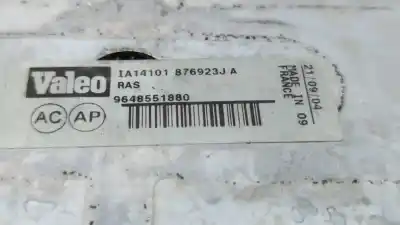 Valeo
IA14101 876923J A
RAS
9648551880
AC AP
21/09/04
MADE IN 09
FRANCE